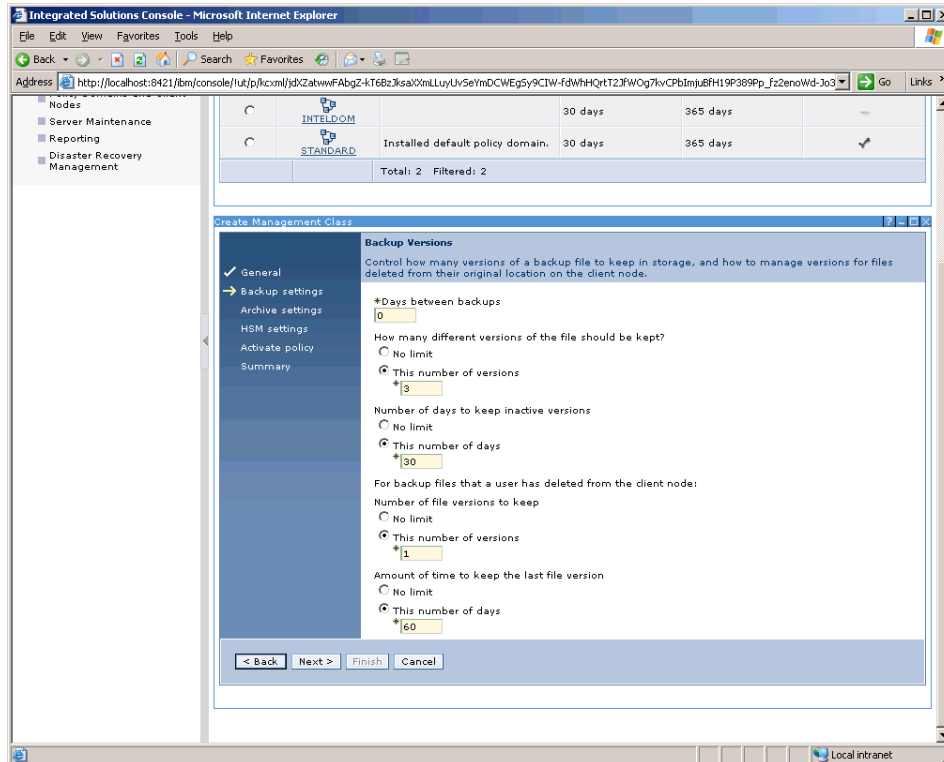 Integrated Solutions Console - Microsoft Internet Explorer
File Edit View Favorites Tools Help
Back Search Favorites
Address http://localhost:8421/ibm/console/!ut/p/kcxml/ Go Links »
Nodes
Server Maintenance
Reporting
Disaster Recovery
Management
INTELDOM 30 days 365 days
STANDARD Installed default policy domain. 30 days 365 days
Total: 2 Filtered: 2
Create Management Class
General
Backup settings
Archive settings
HSM settings
Activate policy
Summary
Backup Versions
Control how many versions of a backup file to keep in storage, and how to manage versions for files
deleted from their original location on the client node.
*Days between backups
0
How many different versions of the file should be kept?
No limit
This number of versions
*3
Number of days to keep inactive versions
No limit
This number of days
*30
For backup files that a user has deleted from the client node:
Number of file versions to keep
No limit
This number of versions
*1
Amount of time to keep the last file version
No limit
This number of days
*60
< Back Next > Finish Cancel
Local intranet